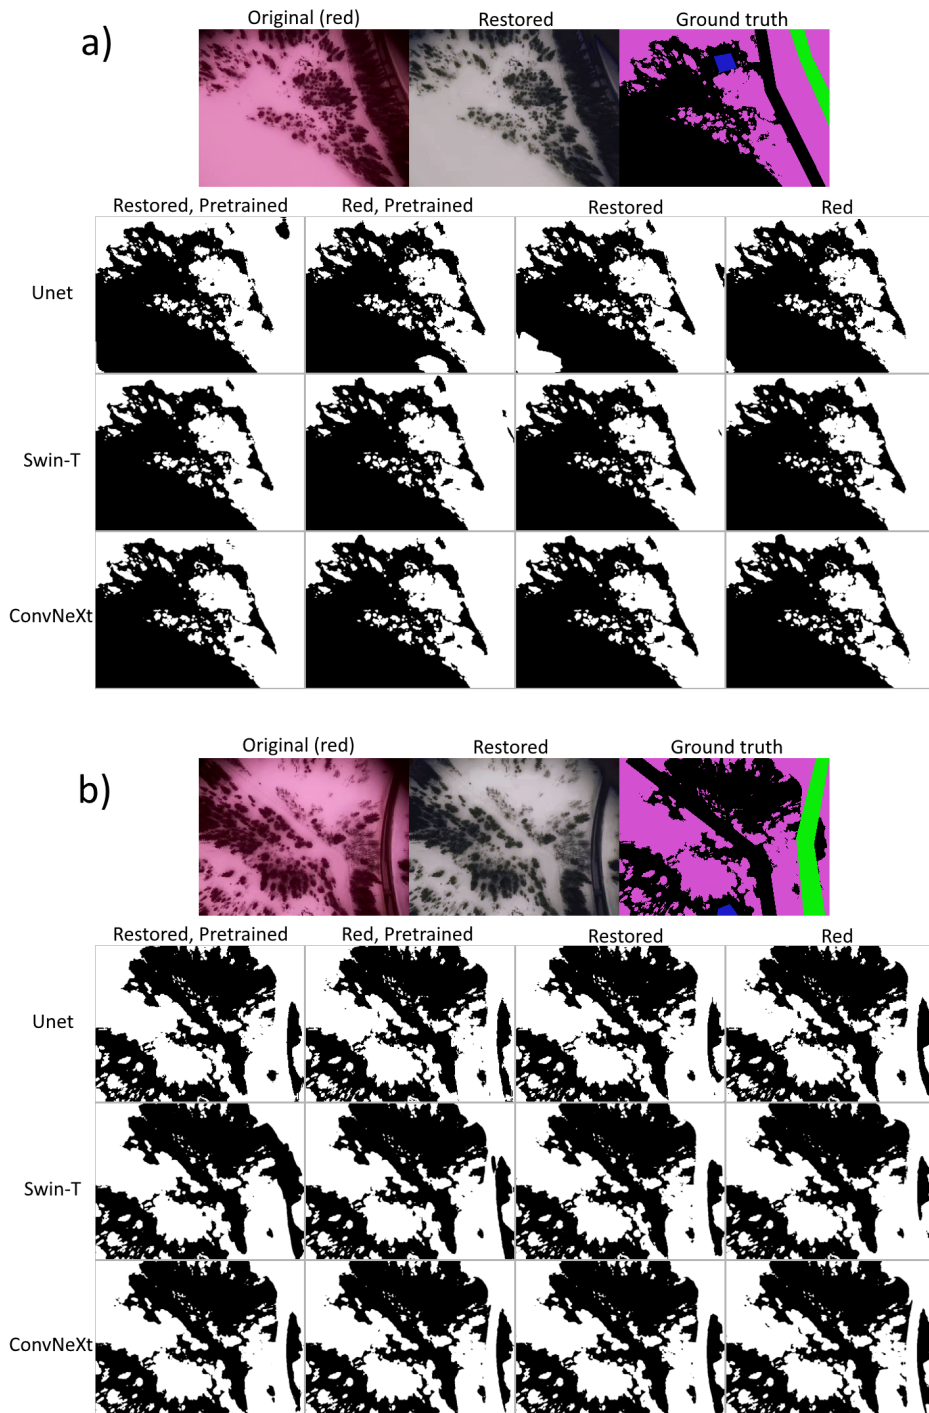 a)
Original (red) Restored Ground truth
Restored, Pretrained Red, Pretrained Restored Red
Unet
Swin-T
ConvNeXt
b)
Original (red) Restored Ground truth
Restored, Pretrained Red, Pretrained Restored Red
Unet
Swin-T
ConvNeXt